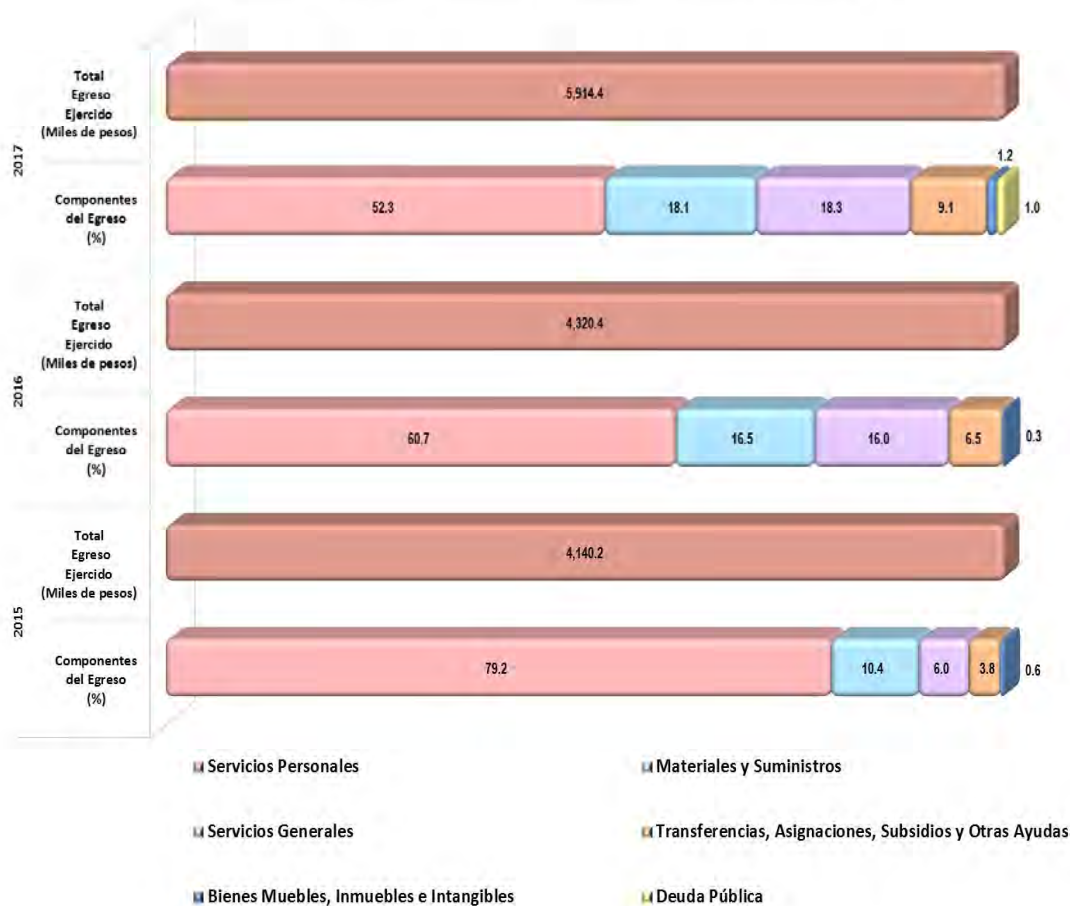 2017
Total
Egreso
Ejercido
(Miles de pesos)
5,914.4
Componentes
del Egreso
(%)
52.3
18.1
18.3
9.1
1.2
1.0
2016
Total
Egreso
Ejercido
(Miles de pesos)
4,320.4
Componentes
del Egreso
(%)
60.7
16.5
16.0
6.5
0.3
2015
Total
Egreso
Ejercido
(Miles de pesos)
4,140.2
Componentes
del Egreso
(%)
79.2
10.4
6.0
3.8
0.6
Servicios Personales
Materiales y Suministros
Servicios Generales
Transferencias, Asignaciones, Subsidios y Otras Ayudas
Bienes Muebles, Inmuebles e Intangibles
Deuda Pública